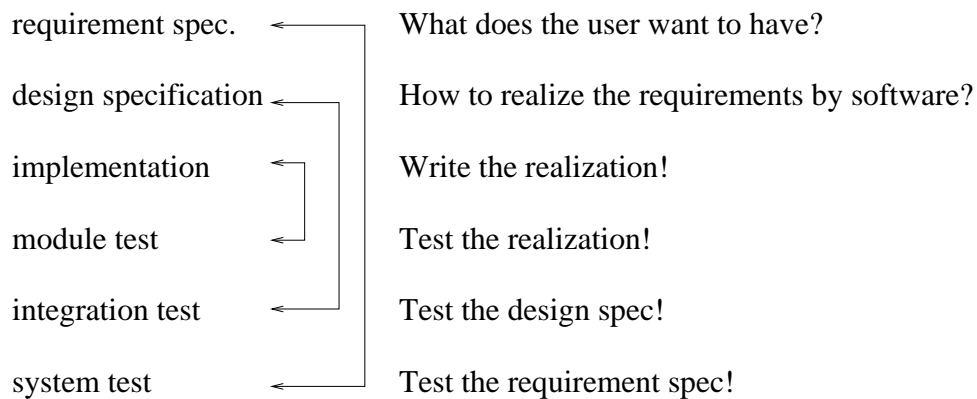 requirement spec. What does the user want to have?
design specification How to realize the requirements by software?
implementation Write the realization!
module test Test the realization!
integration test Test the design spec!
system test Test the requirement spec!